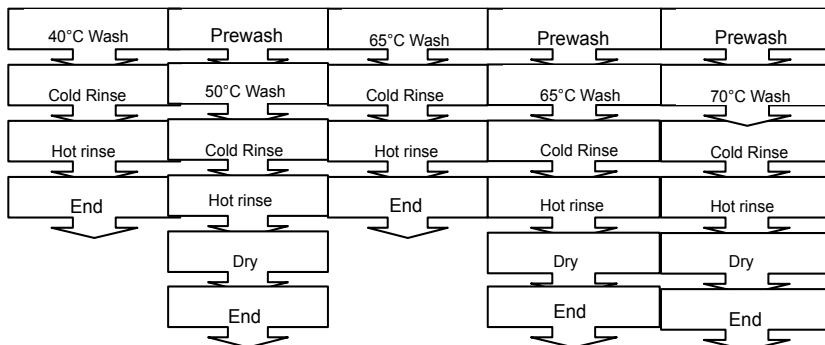 40°C Wash Prewash 65°C Wash Prewash Prewash
Cold Rinse 50°C Wash Cold Rinse 65°C Wash 70°C Wash
Hot rinse Cold Rinse Hot rinse Cold Rinse Cold Rinse
End Hot rinse End Hot rinse Hot rinse
Dry Dry Dry
End End End